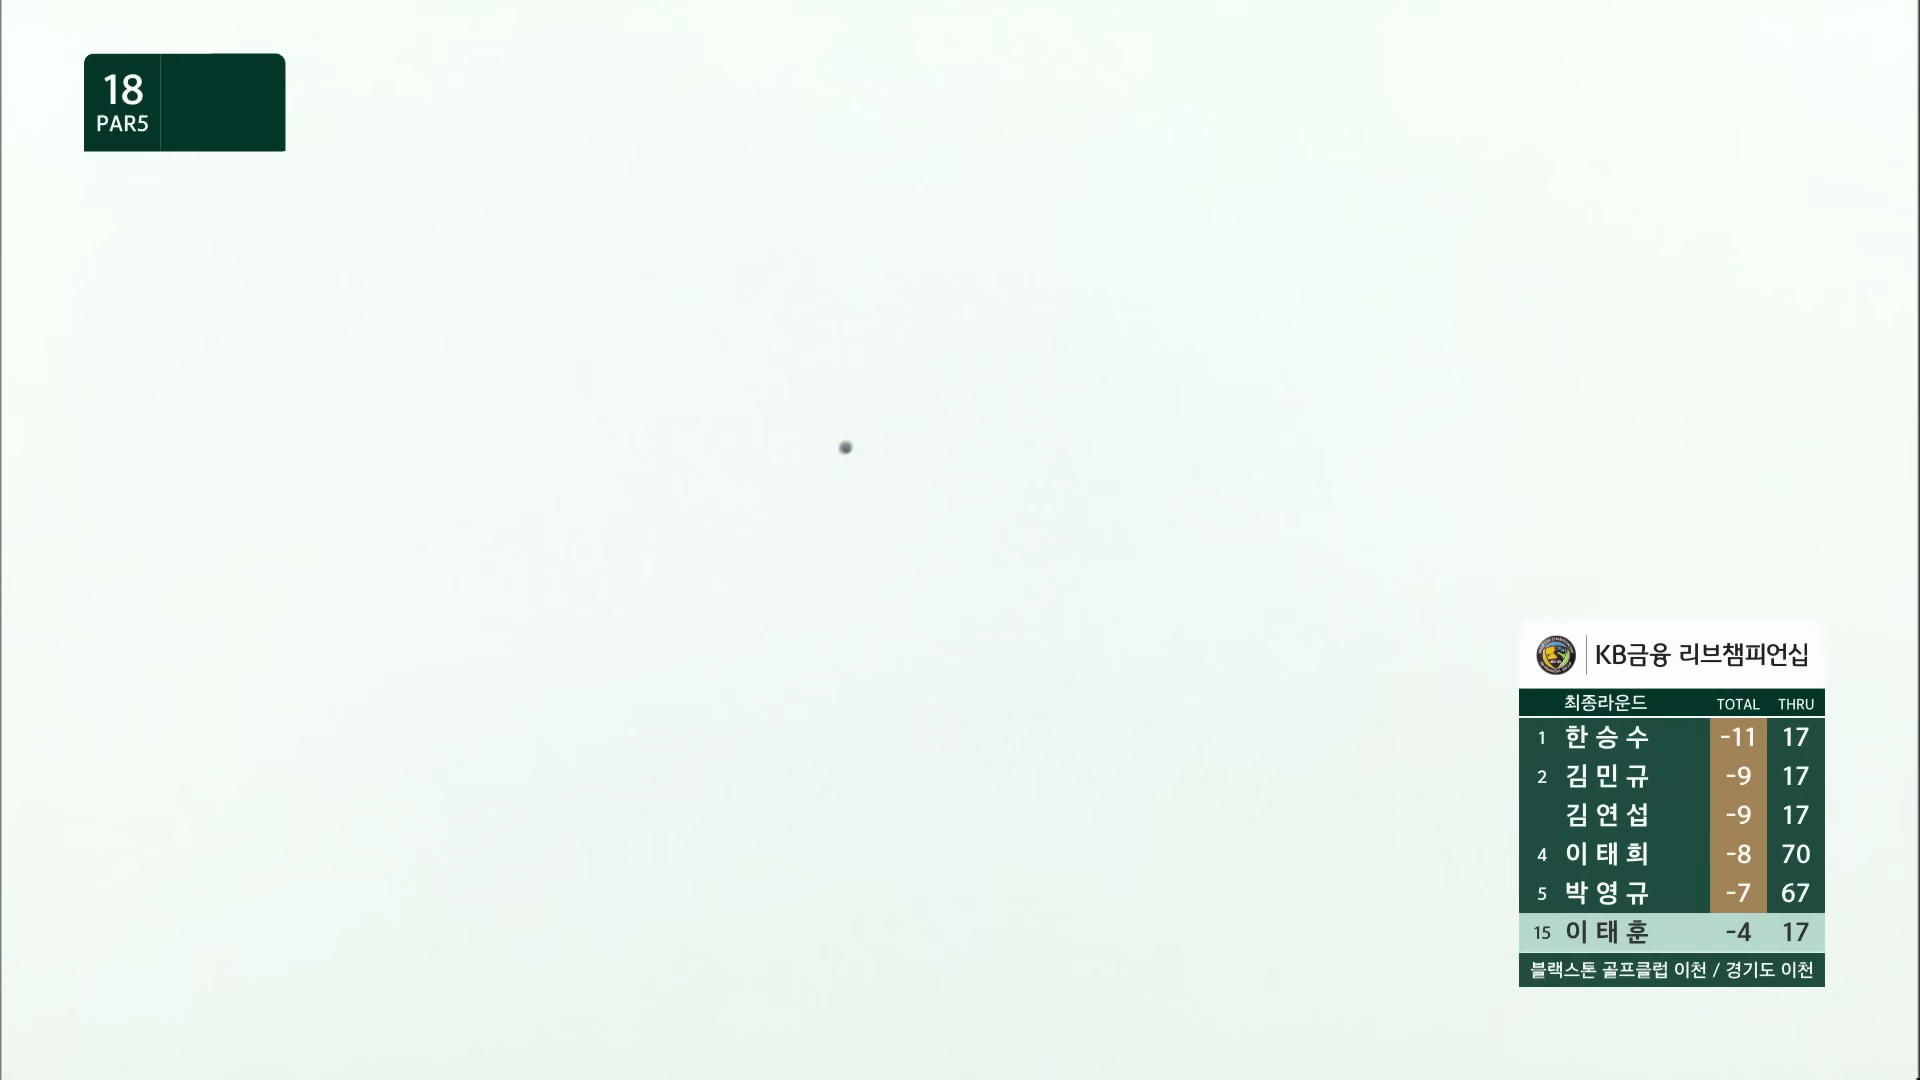 18
PAR5
KB금융 리브챔피언십
최종라운드 TOTAL THRU
1 한승수 -11 17
2 김민규 -9 17
김연섭 -9 17
4 이태희 -8 70
5 박영규 -7 67
15 이태훈 -4 17
블랙스톤 골프클럽 이천 / 경기도 이천